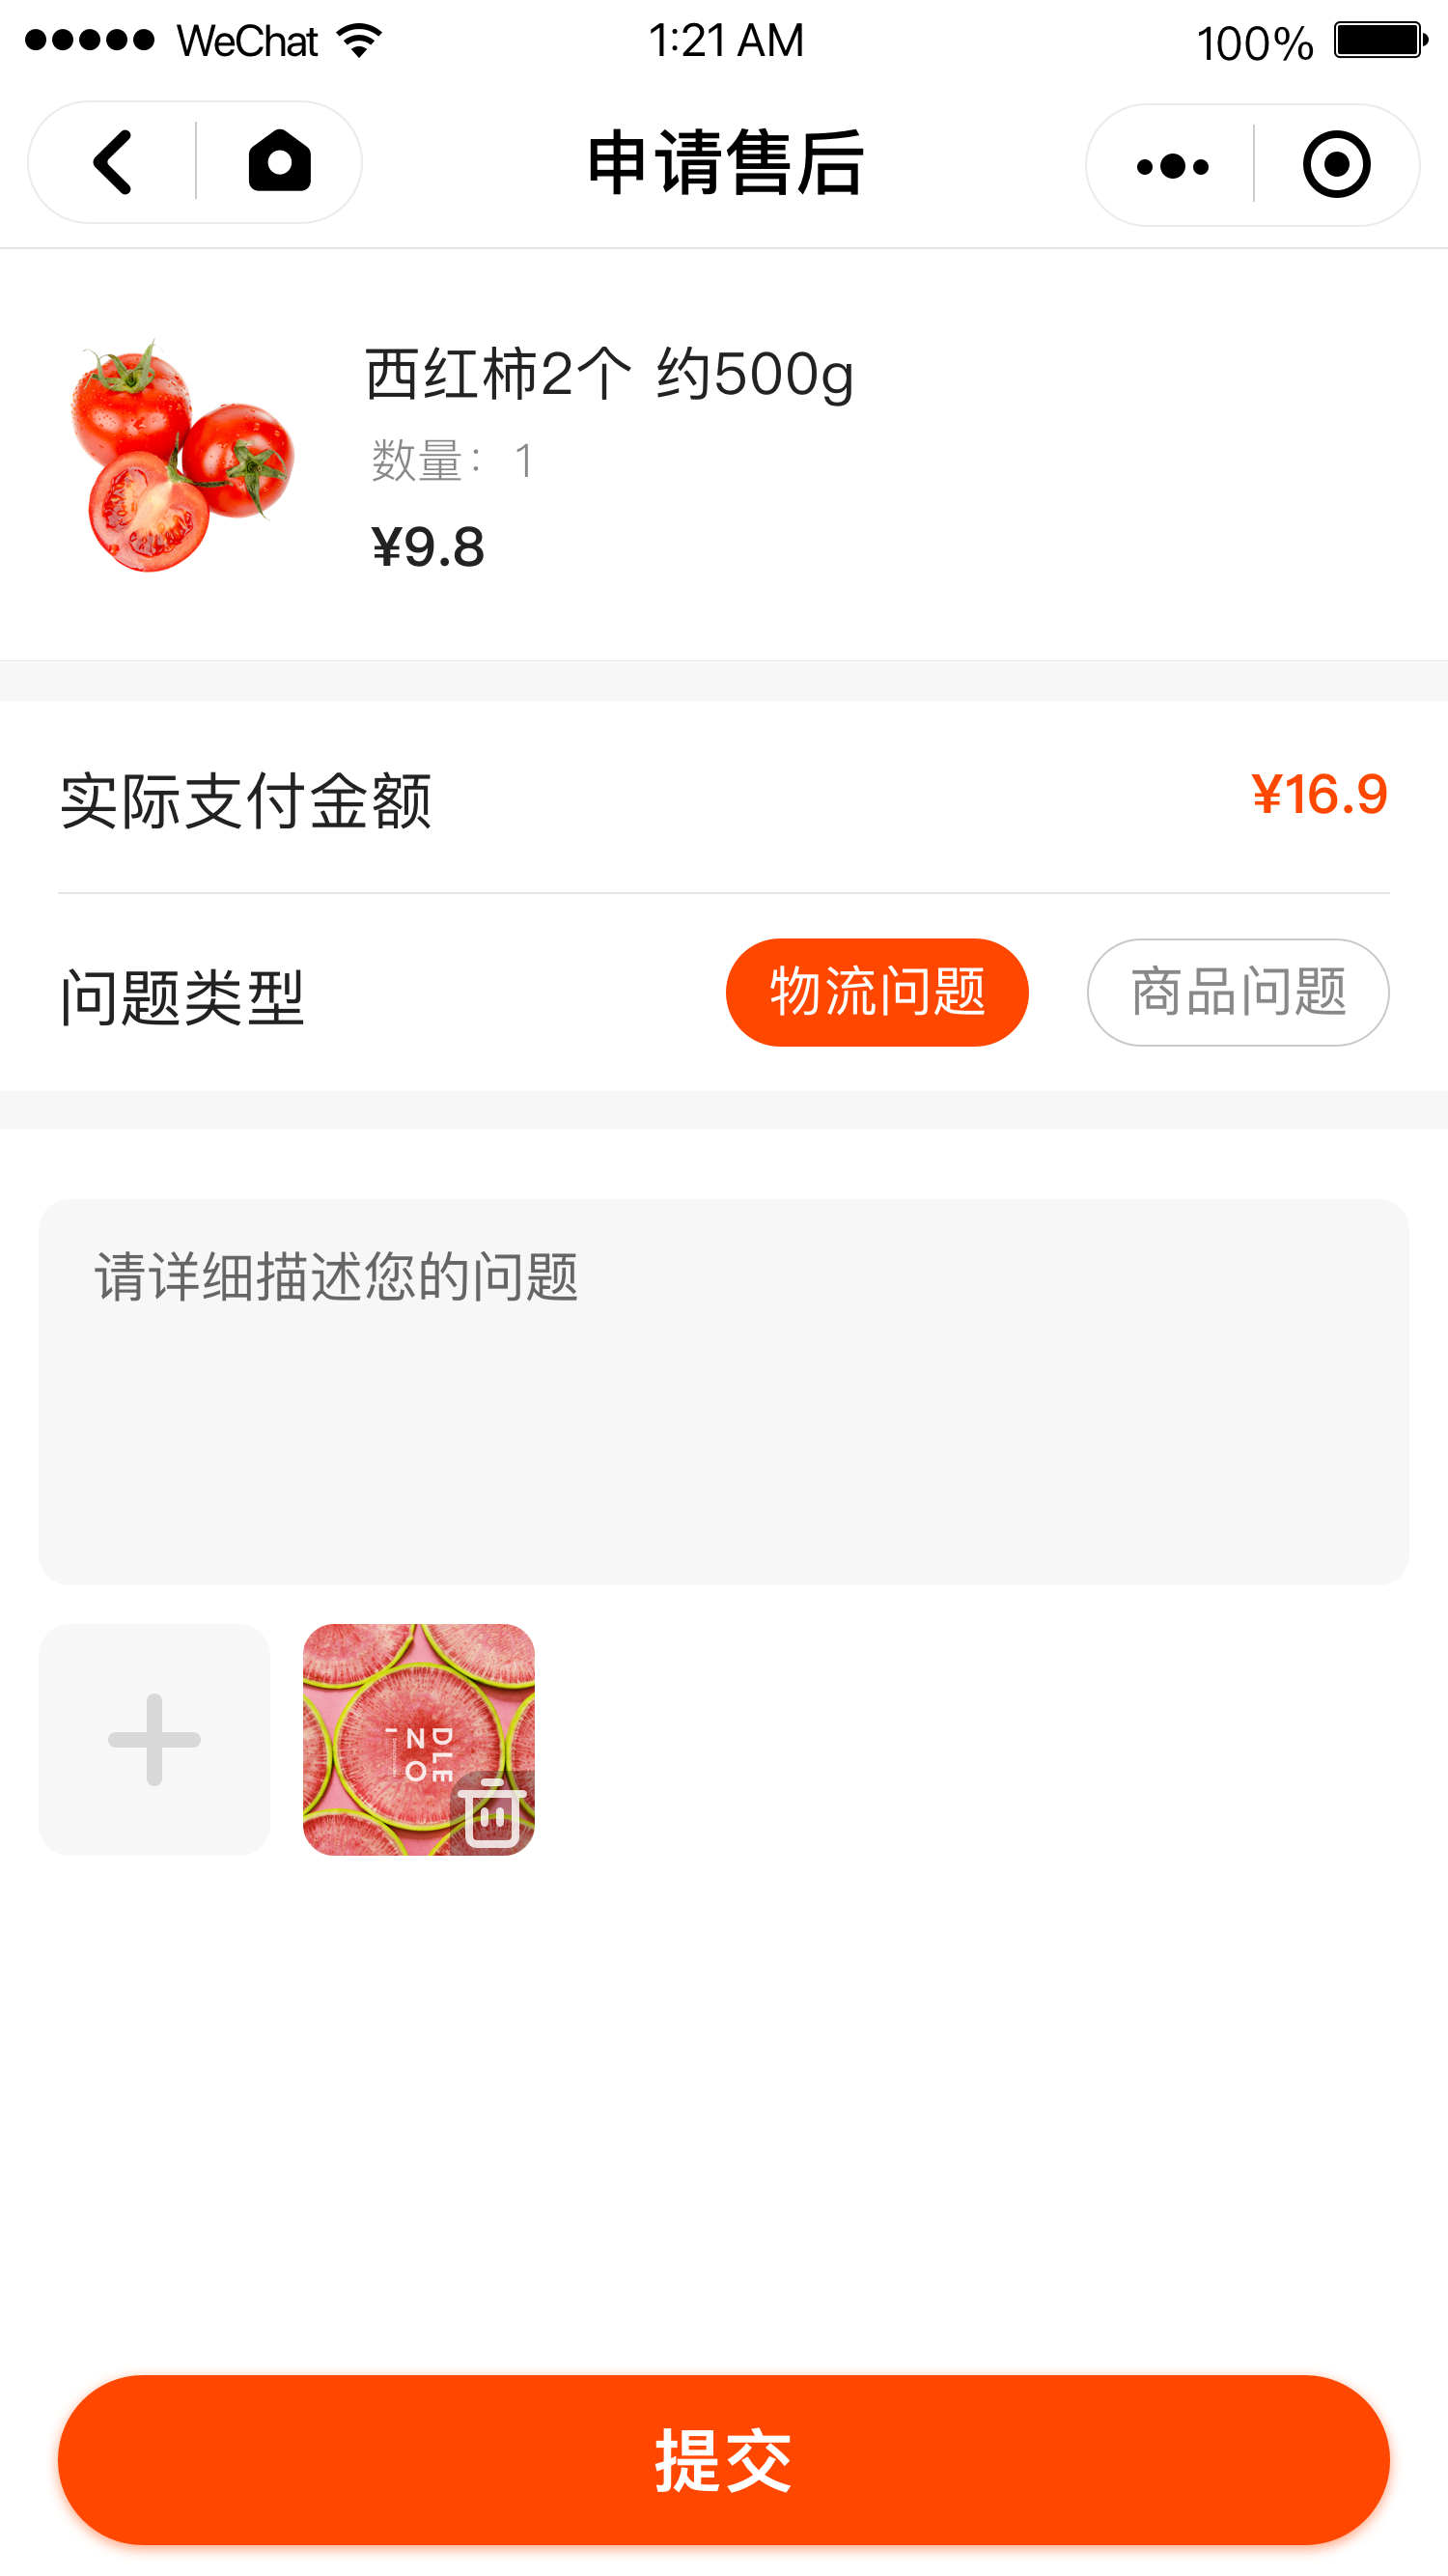 WeChat 1:21 AM 100%
申请售后
西红柿2个 约500g
数量：1
¥9.8
实际支付金额 ¥16.9
问题类型 物流问题 商品问题
请详细描述您的问题
DLE
NO
提交